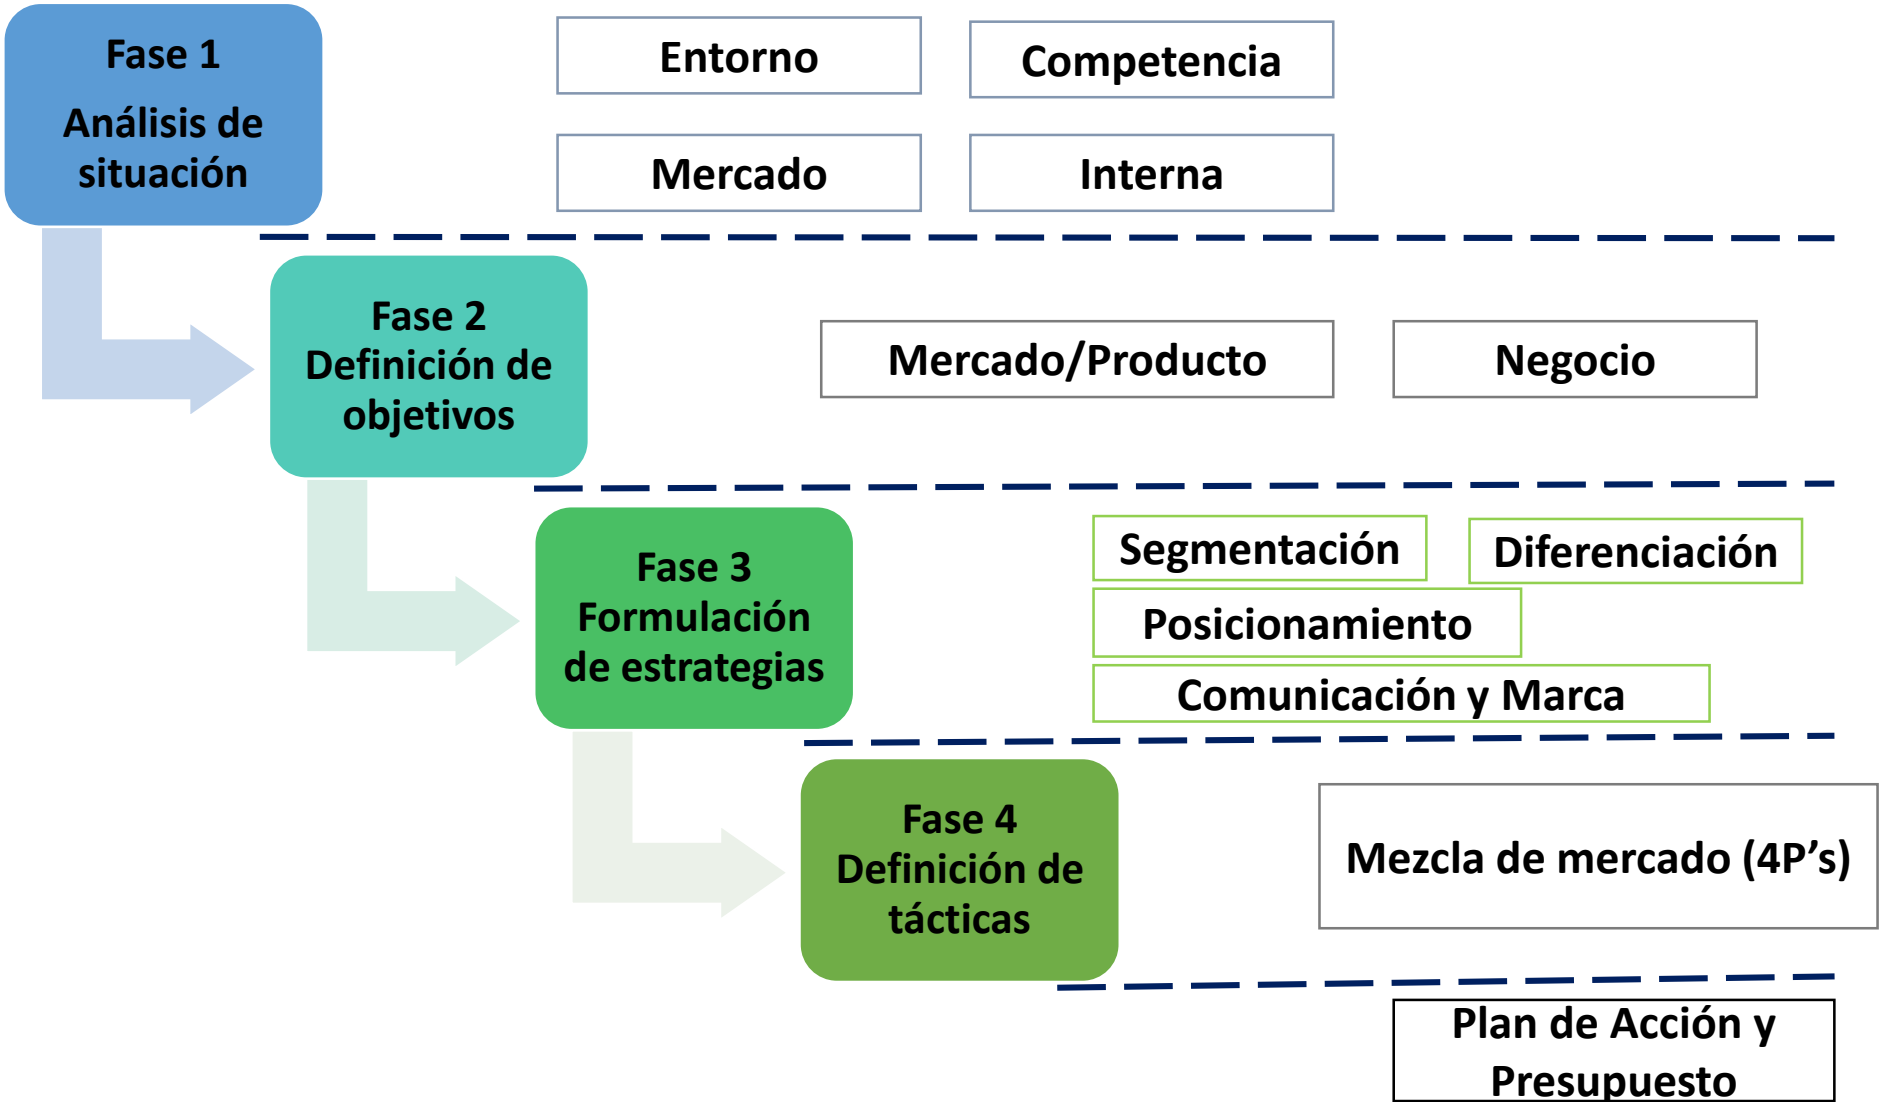 Fase 1
Análisis de
situación
Entorno
Competencia
Mercado
Interna
Fase 2
Definición de
objetivos
Mercado/Producto
Negocio
Fase 3
Formulación
de estrategias
Segmentación
Diferenciación
Posicionamiento
Comunicación y Marca
Fase 4
Definición de
tácticas
Mezcla de mercado (4P’s)
Plan de Acción y
Presupuesto